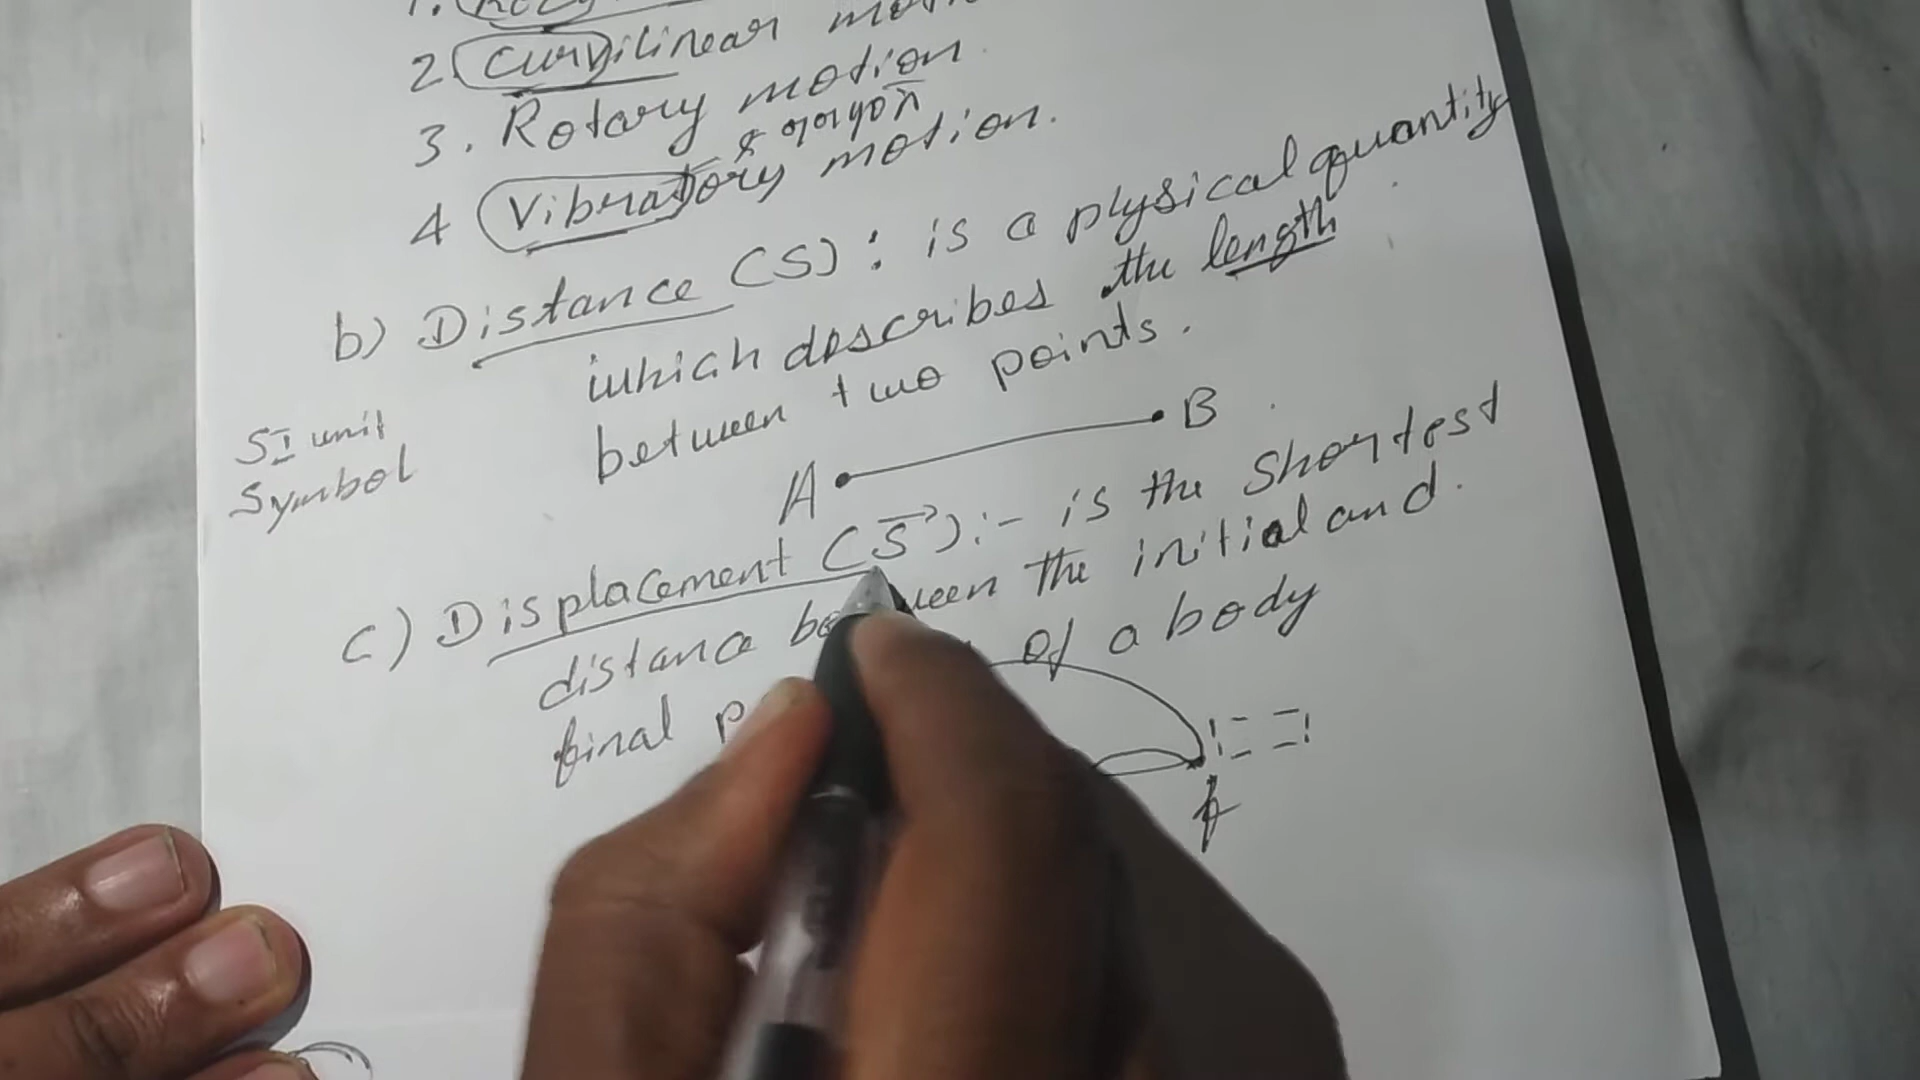 2 Curvilinear
3. Rotary motion.
4 Vibratory motion.
b) Distance (S) : is a physical quantity
which describes the length
between two points.
SI unit
Symbol
A B
c) Displacement (S→) :- is the shortest
distance between the initial and
final of a body
f